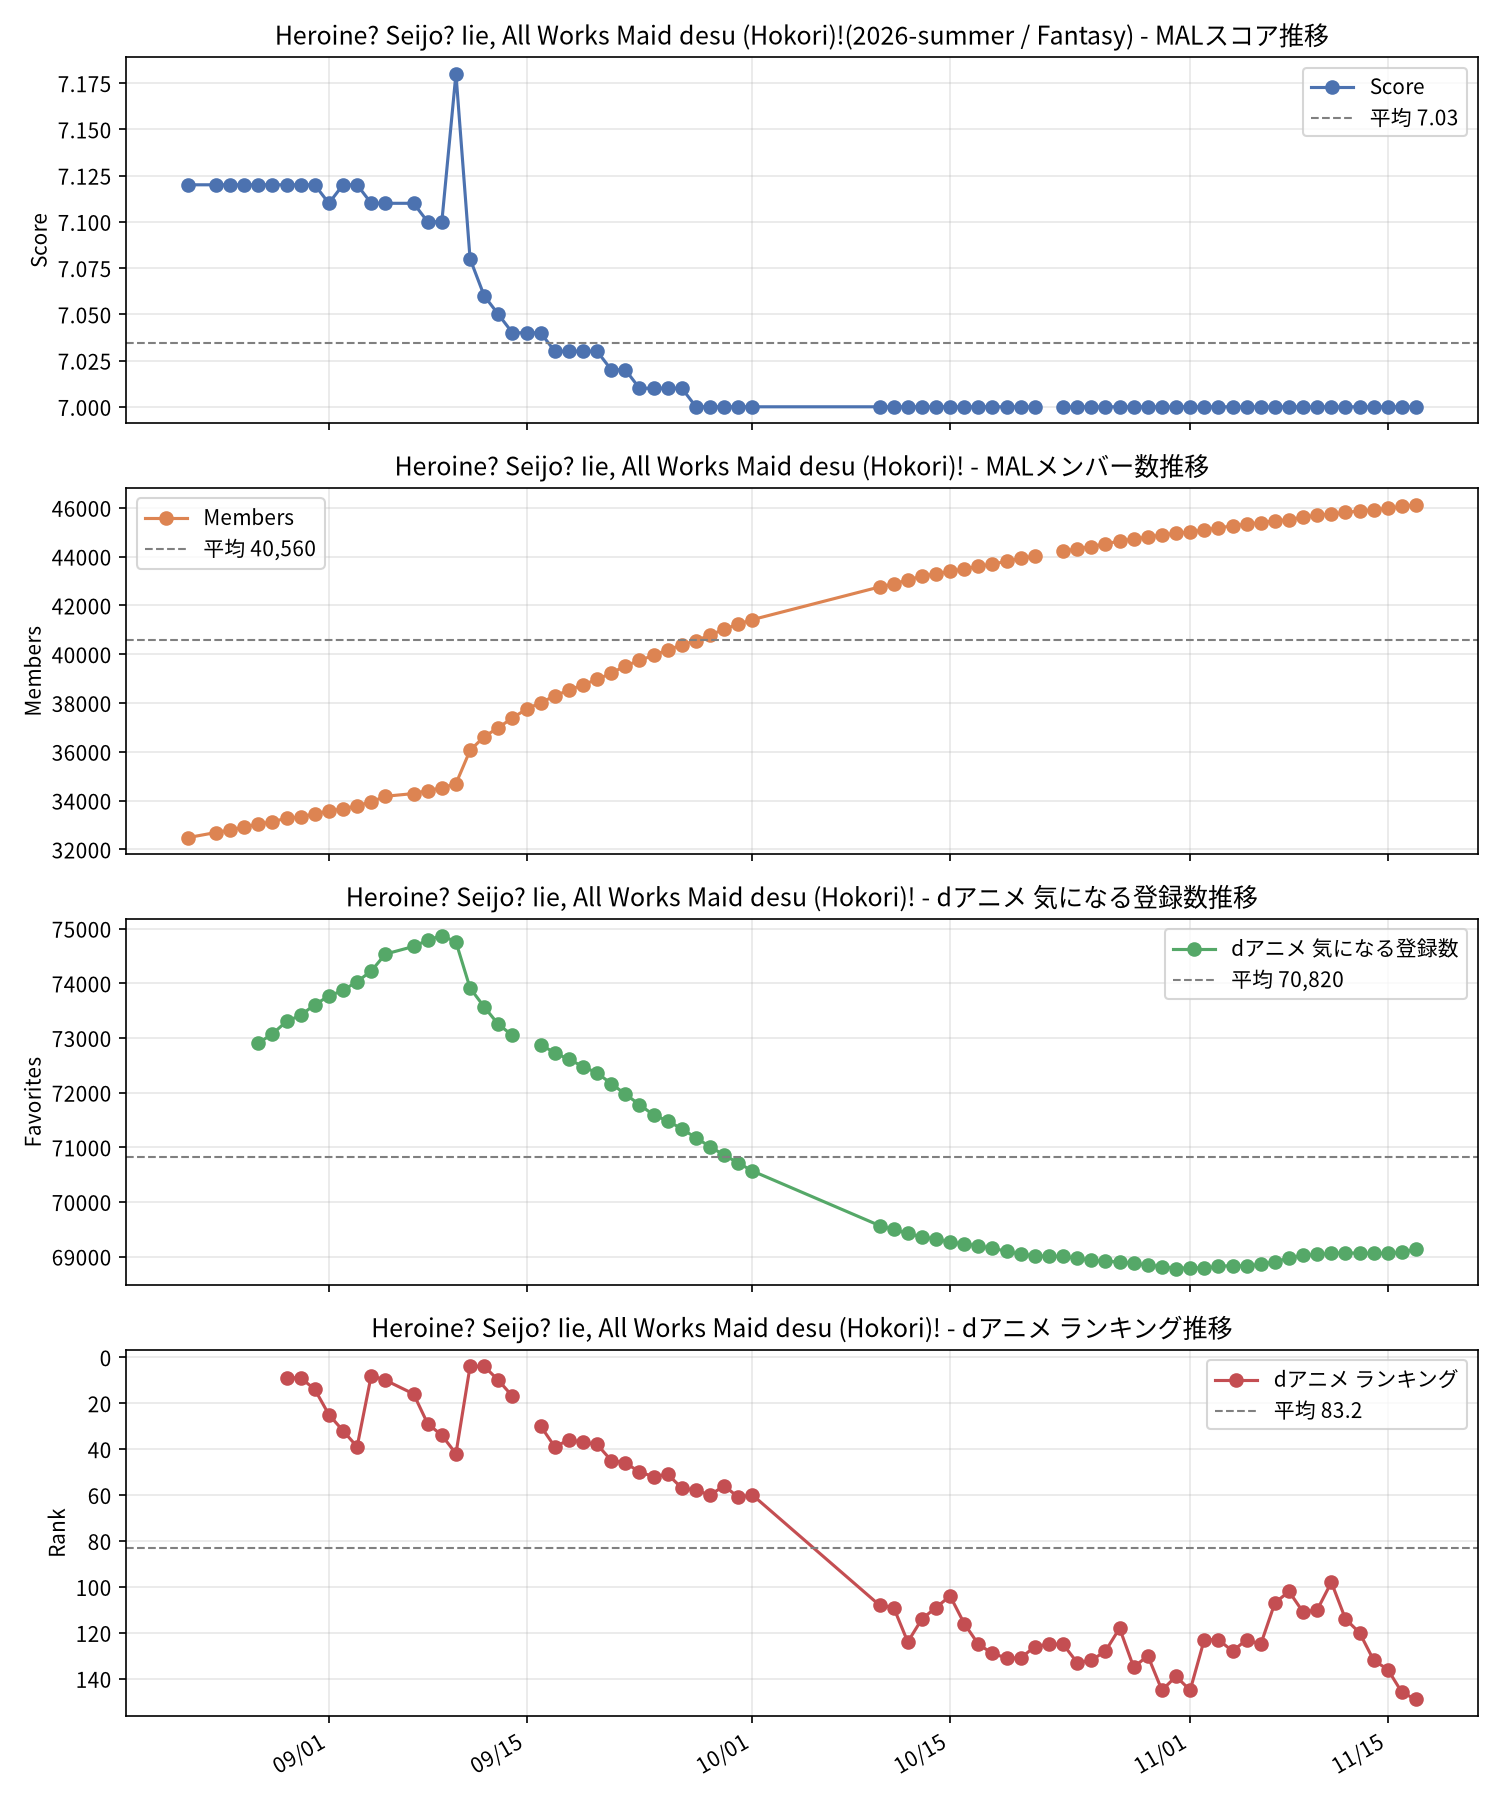 Heroine? Seijo? Iie, All Works Maid desu (Hokori)!(2026-summer / Fantasy) - MALスコア推移
7.175
7.150
7.125
7.100
7.075
7.050
7.025
7.000
Score
Score
平均 7.03
Heroine? Seijo? Iie, All Works Maid desu (Hokori)! - MALメンバー数推移
46000
44000
42000
40000
38000
36000
34000
32000
Members
Members
平均 40,560
Heroine? Seijo? Iie, All Works Maid desu (Hokori)! - dアニメ 気になる登録数推移
75000
74000
73000
72000
71000
70000
69000
Favorites
dアニメ 気になる登録数
平均 70,820
Heroine? Seijo? Iie, All Works Maid desu (Hokori)! - dアニメ ランキング推移
0
20
40
60
80
100
120
140
Rank
dアニメ ランキング
平均 83.2
09/01
09/15
10/01
10/15
11/01
11/15